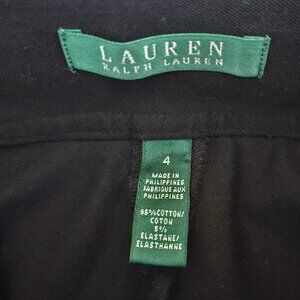 LAUREN
RALPH LAUREN
4
MADE IN
PHILIPPINES
FABRIQUE AUX
PHILIPPINES
95%COTTON/
COTON
5%
ELASTANE/
ELASTHANNE